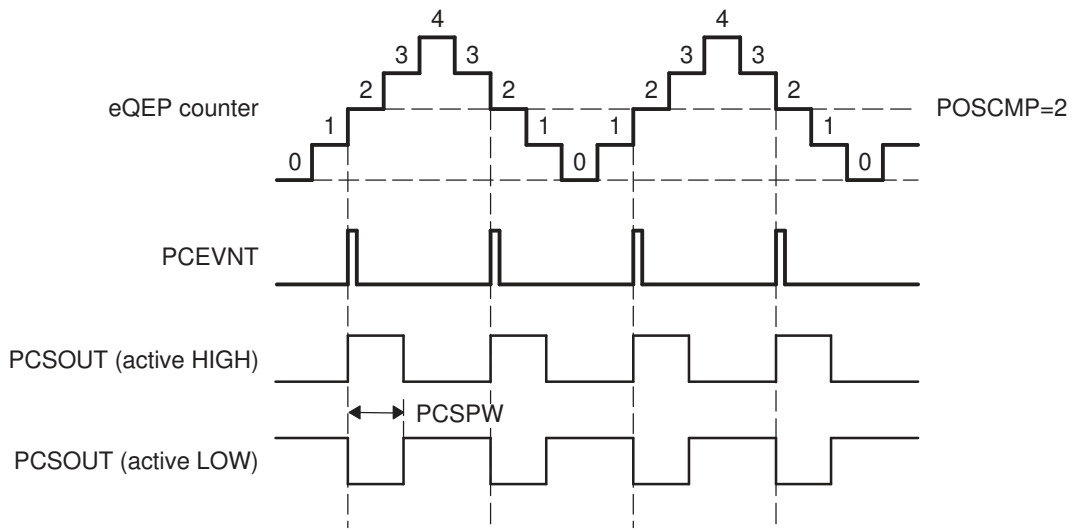 4 4
3 3 3 3
2 2 2 2
eQEP counter POSCMP=2
1 1 1 1
0 0 0
PCEVNT
PCSOUT (active HIGH)
PCSPW
PCSOUT (active LOW)